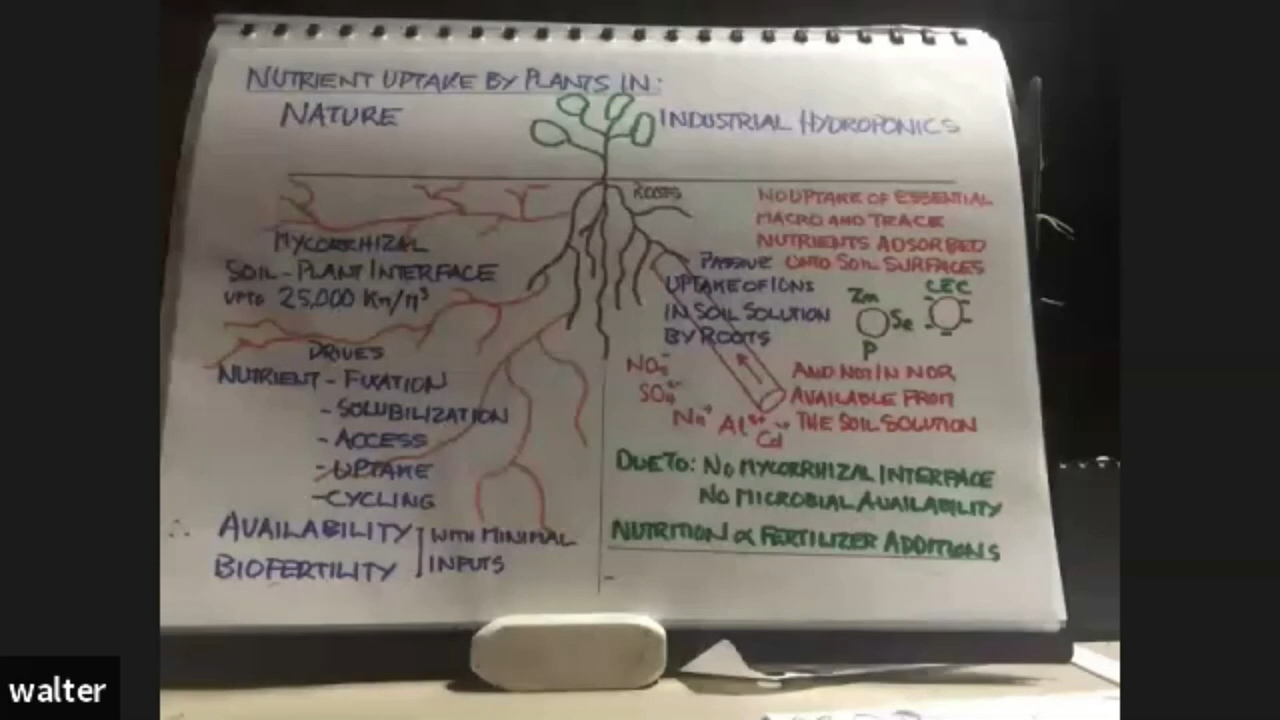 NUTRIENT UPTAKE BY PLANTS IN:
NATURE
INDUSTRIAL HYDROPONICS
MYCORRHIZAL
SOIL-PLANT INTERFACE
UPTO 25,000 Km/m³
DRIVES
NUTRIENT - FIXATION
- SOLUBILIZATION
- ACCESS
- UPTAKE
- CYCLING
∴ AVAILABILITY
BIOFERTILITY
WITH MINIMAL
INPUTS
ROOTS
NO UPTAKE OF ESSENTIAL
MACRO AND TRACE
NUTRIENTS ADSORBED
ONTO SOIL SURFACES
PASSIVE
UPTAKE OF IONS
IN SOIL SOLUTION
BY ROOTS
CEC
Zn
Se
P
NO₃⁻
SO₄
Na⁺
Al
Cd
AND NOT IN NOR
AVAILABLE FROM
THE SOIL SOLUTION
DUE TO: NO MYCORRHIZAL INTERFACE
NO MICROBIAL AVAILABILITY
NUTRITION ∝ FERTILIZER ADDITIONS
walter